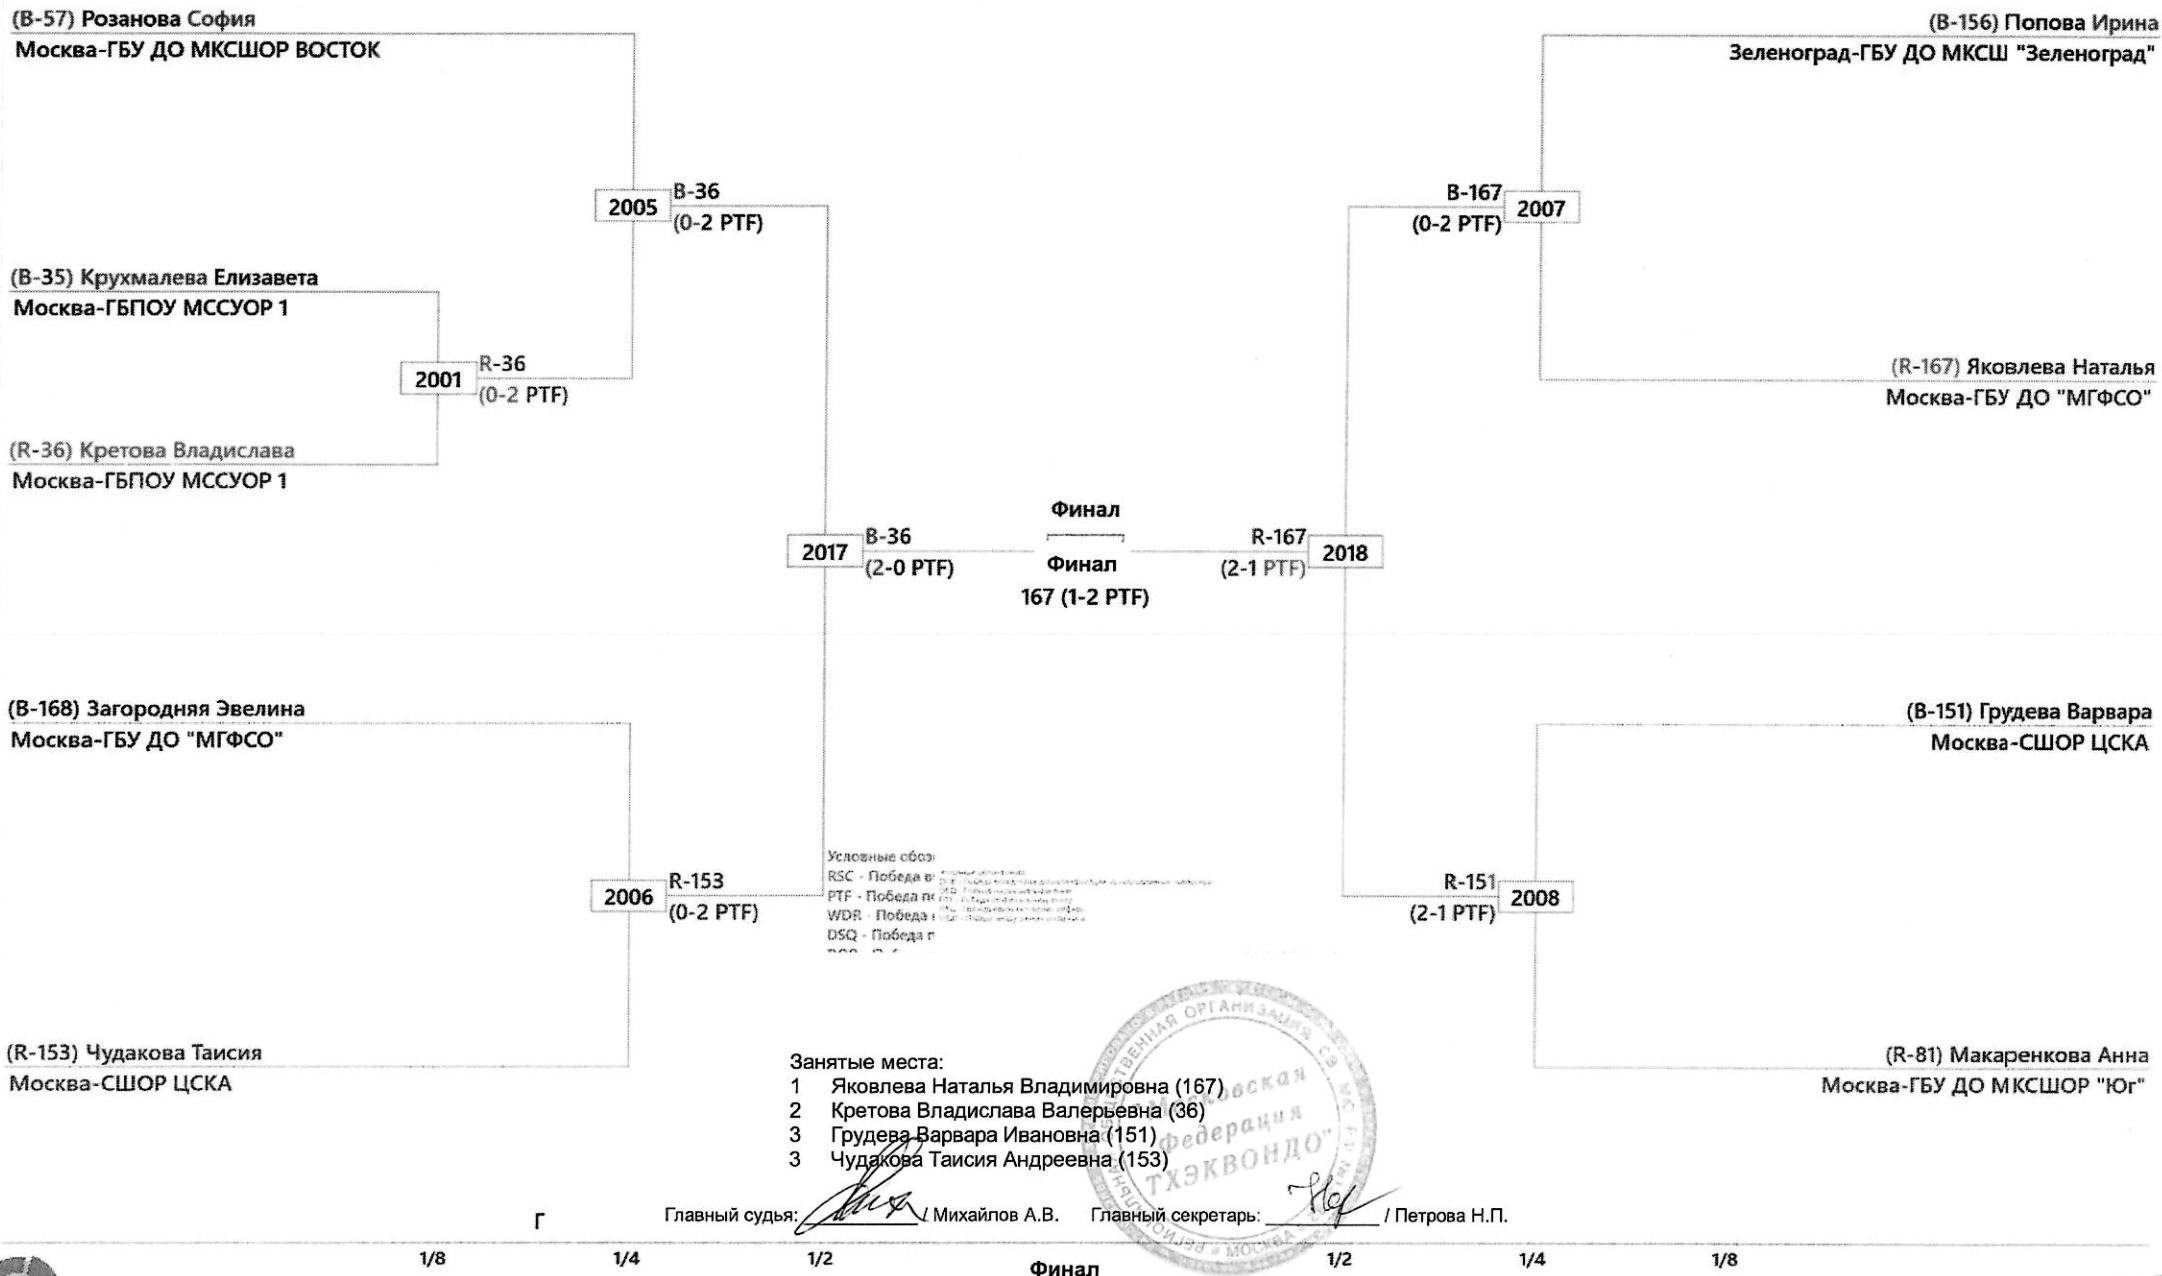 (B-57) Розанова София
Москва-ГБУ ДО МКСШОР ВОСТОК
(B-156) Попова Ирина
Зеленоград-ГБУ ДО МКСШ "Зеленоград"
2005
B-36
(0-2 PTF)
B-167
(0-2 PTF)
2007
(B-35) Крухмалева Елизавета
Москва-ГБПОУ МССУОР 1
2001
R-36
(0-2 PTF)
(R-167) Яковлева Наталья
Москва-ГБУ ДО "МГФСО"
(R-36) Кретова Владислава
Москва-ГБПОУ МССУОР 1
Финал
2017
B-36
(2-0 PTF)
Финал
167 (1-2 PTF)
R-167
(2-1 PTF)
2018
(B-168) Загородняя Эвелина
Москва-ГБУ ДО "МГФСО"
(B-151) Грудева Варвара
Москва-СШОР ЦСКА
Условные
RSC - Победа
PTF - Победа
WDR - Победа
DSQ - Победа
2006
R-153
(0-2 PTF)
R-151
(2-1 PTF)
2008
(R-153) Чудакова Таисия
Москва-СШОР ЦСКА
(R-81) Макаренкова Анна
Москва-ГБУ ДО МКСШОР "Юг"
Занятые места:
1 Яковлева Наталья Владимировна (167)
2 Кретова Владислава Валерьевна (36)
3 Грудева Варвара Ивановна (151)
3 Чудакова Таисия Андреевна (153)
ОБЩЕСТВЕННАЯ ОРГАНИЗАЦИЯ
МОСКВА
"Московская
федерация
ТХЭКВОНДО"
Г
Главный судья: / Михайлов А.В. Главный секретарь: / Петрова Н.П.
1/8 1/4 1/2 Финал 1/2 1/4 1/8